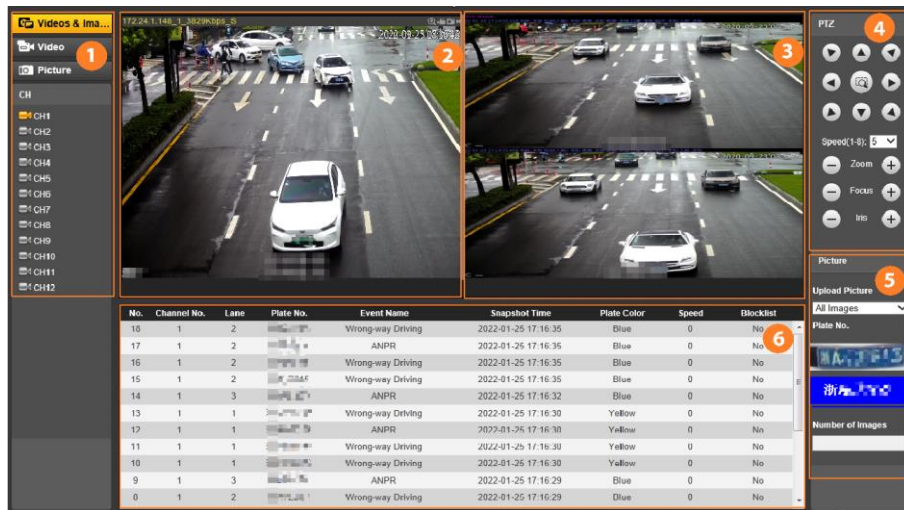 Videos & Ima...
Video
Picture
1
CH
CH1
CH2
CH3
CH4
CH5
CH6
CH7
CH8
CH9
CH10
CH11
CH12
172.24.1.148_1_3829Kbps_S
2
3
PTZ
4
Speed(1-8): 5
Zoom
Focus
Iris
Picture
5
Upload Picture
All Images
Plate No.
Number of Images
6
No. Channel No. Lane Plate No. Event Name Snapshot Time Plate Color Speed Blocklist
18 1 2 Wrong-way Driving 2022-01-25 17:16:35 Blue 0 No
17 1 2 ANPR 2022-01-25 17:16:35 Blue 0 No
16 1 2 Wrong-way Driving 2022-01-25 17:16:35 Blue 0 No
15 1 2 Wrong-way Driving 2022-01-25 17:16:35 Blue 0 No
14 1 3 ANPR 2022-01-25 17:16:32 Blue 0 No
13 1 1 Wrong-way Driving 2022-01-25 17:16:30 Yellow 0 No
12 1 1 ANPR 2022-01-25 17:16:30 Yellow 0 No
11 1 1 Wrong-way Driving 2022-01-25 17:16:30 Yellow 0 No
10 1 1 Wrong-way Driving 2022-01-25 17:16:30 Yellow 0 No
9 1 3 ANPR 2022-01-25 17:16:29 Blue 0 No
1 2 Wrong-way Driving 2022-01-25 17:16:29 Blue 0 No